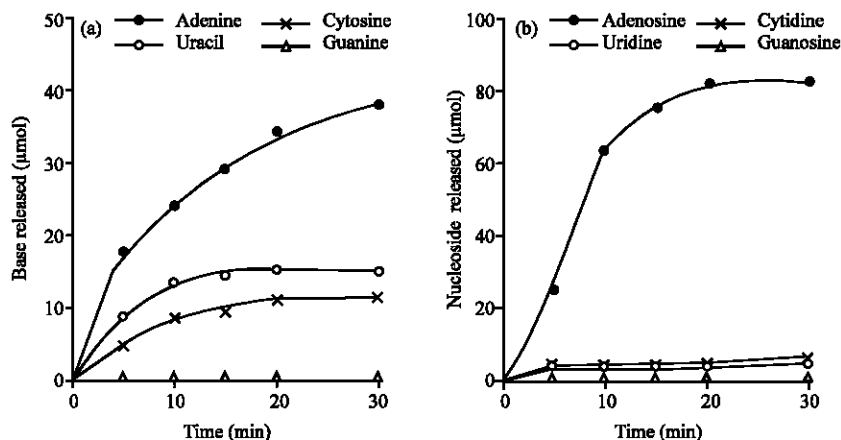 (a)
Adenine
Cytosine
Uracil
Guanine
Base released (μmol)
50
40
30
20
10
0
0
10
20
30
Time (min)
(b)
Adenosine
Cytidine
Uridine
Guanosine
Nucleoside released (μmol)
100
80
60
40
20
0
0
10
20
30
Time (min)